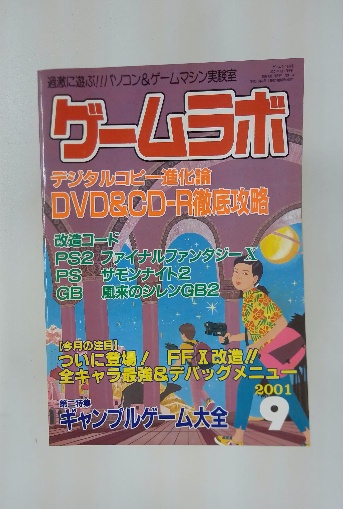 過激に遊ぶ!!パソコン&ゲームマシン実験室
ゲームラボ
デジタルコピー進化論
DVD&CD-R徹底攻略
改造コード
PS2 ファイナルファンタジーX
PS サモンナイト2
GB 風来のシレンGB2
[今月の注目]
ついに登場! FFX改造!!
全キャラ最強&デバッグメニュー
2001
9
第二特集
ギャンブルゲーム大全